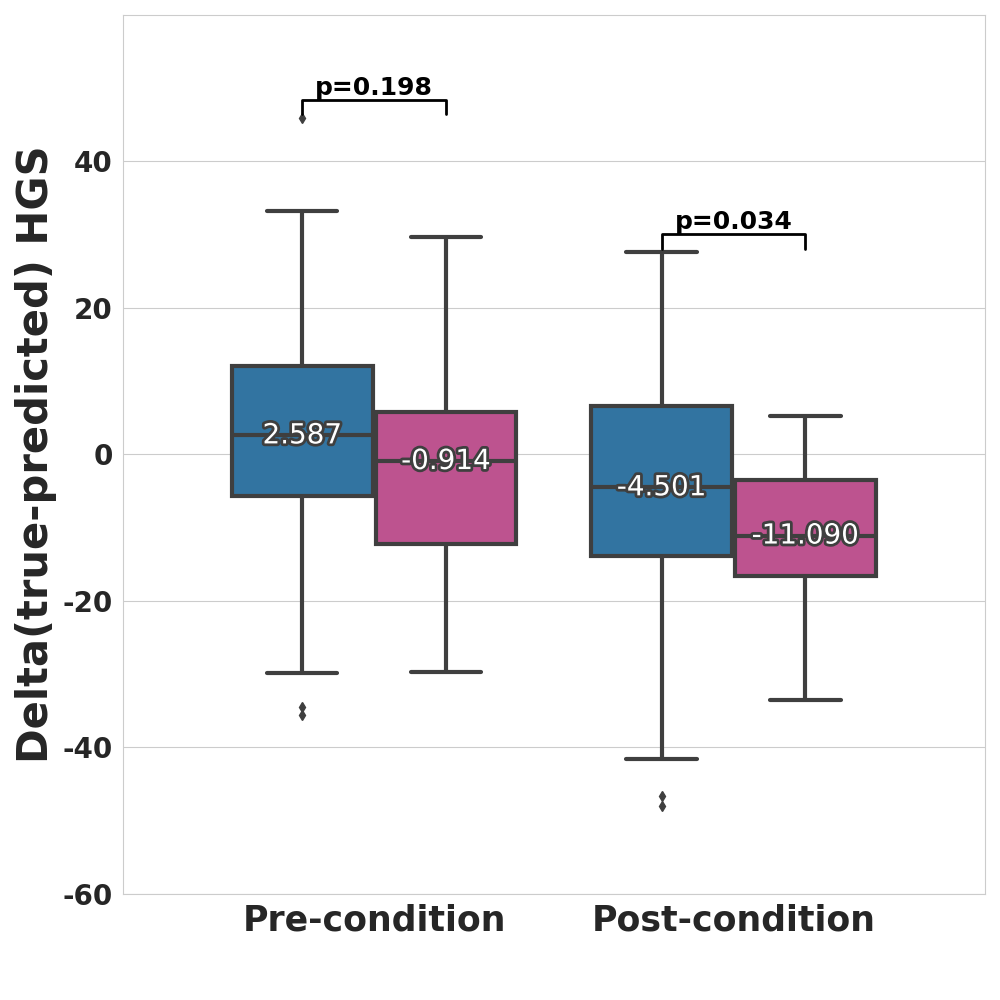 Delta(true-predicted) HGS
40
20
0
-20
-40
-60
p=0.198
p=0.034
2.587
-0.914
-4.501
-11.090
Pre-condition
Post-condition